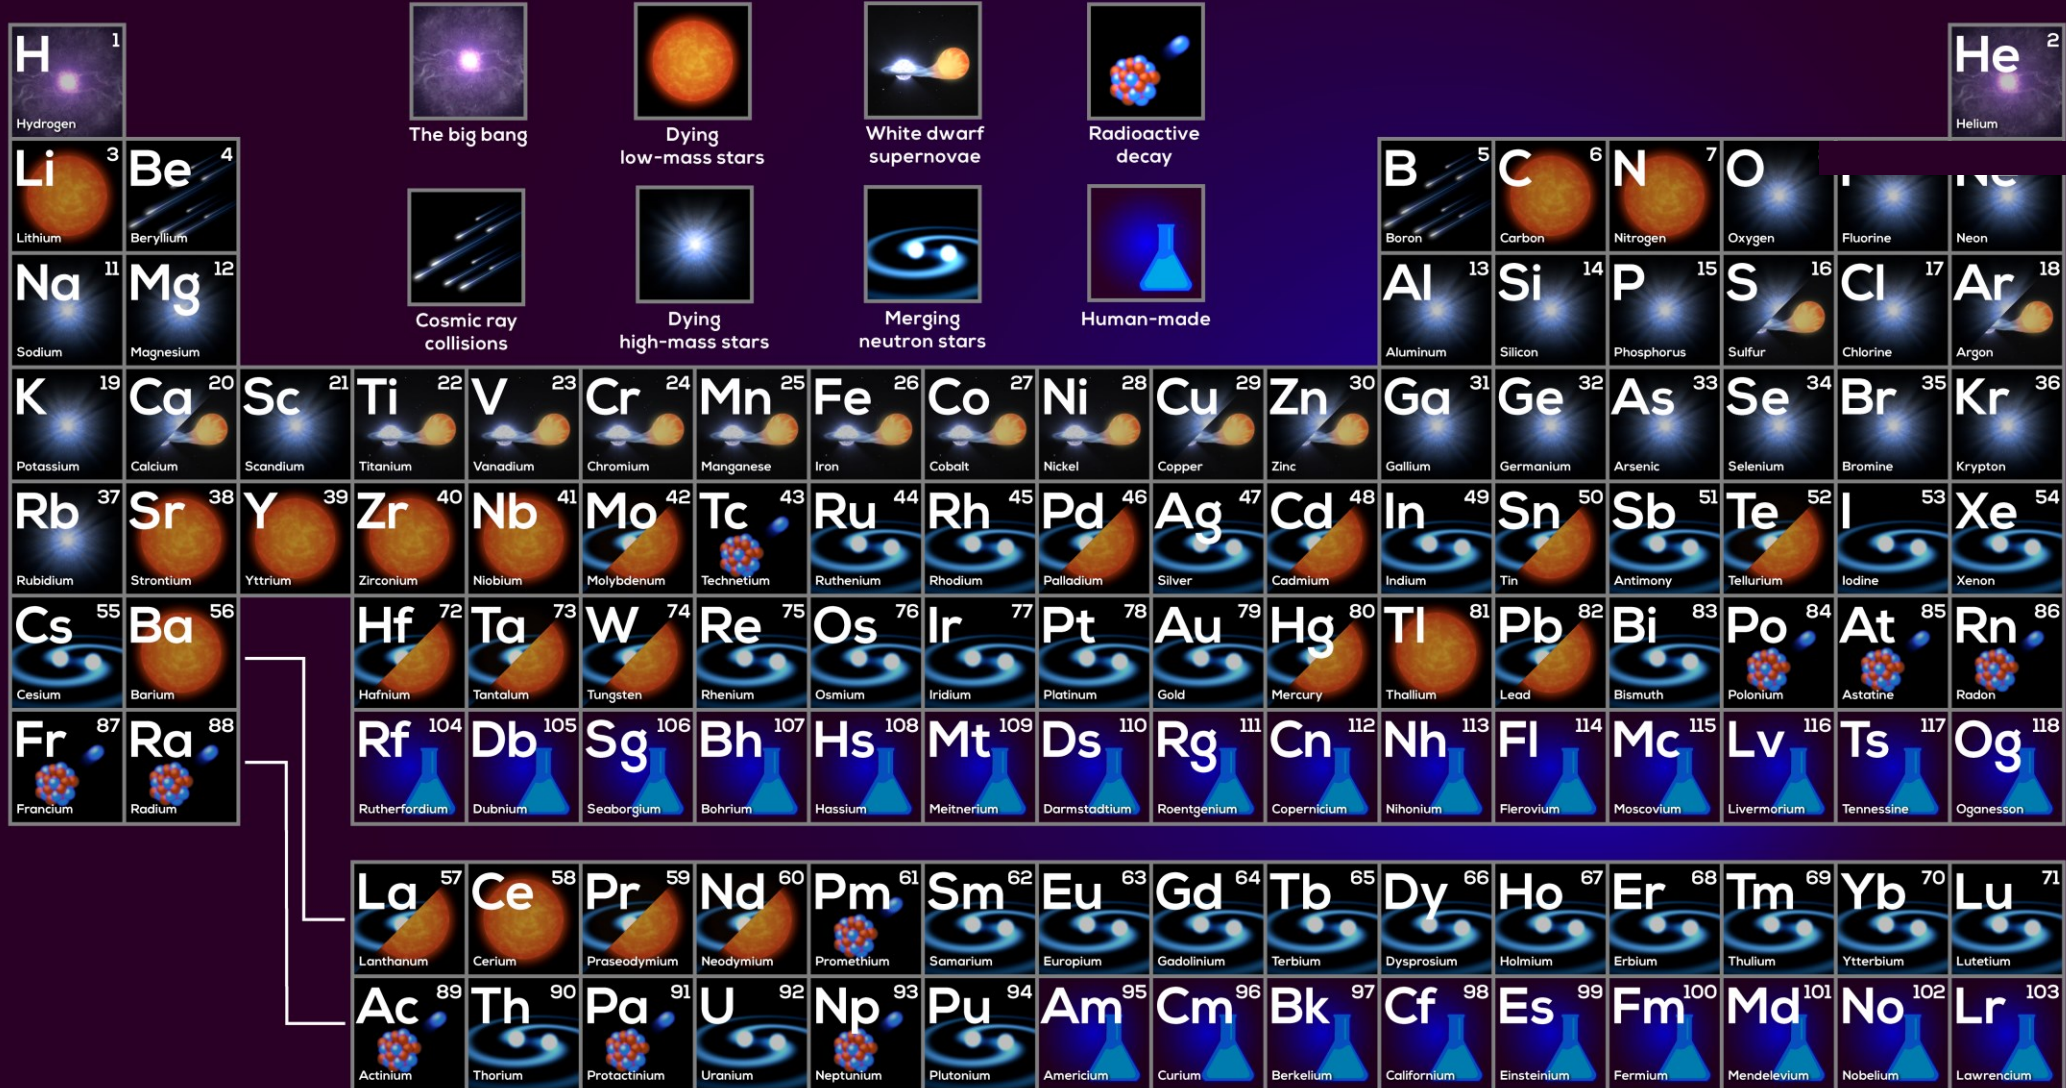 H 1
He 2
Hydrogen
Helium
The big bang
Dying
low-mass stars
White dwarf
supernovae
Radioactive
decay
Cosmic ray
collisions
Dying
high-mass stars
Merging
neutron stars
Human-made
Li 3 Be 4 B 5 C 6 N 7 O
Lithium Beryllium Boron Carbon Nitrogen Oxygen Fluorine Neon
Na 11 Mg 12 Al 13 Si 14 P 15 S 16 Cl 17 Ar 18
Sodium Magnesium Aluminum Silicon Phosphorus Sulfur Chlorine Argon
K 19 Ca 20 Sc 21 Ti 22 V 23 Cr 24 Mn 25 Fe 26 Co 27 Ni 28 Cu 29 Zn 30 Ga 31 Ge 32 As 33 Se 34 Br 35 Kr 36
Potassium Calcium Scandium Titanium Vanadium Chromium Manganese Iron Cobalt Nickel Copper Zinc Gallium Germanium Arsenic Selenium Bromine Krypton
Rb 37 Sr 38 Y 39 Zr 40 Nb 41 Mo 42 Tc 43 Ru 44 Rh 45 Pd 46 Ag 47 Cd 48 In 49 Sn 50 Sb 51 Te 52 I 53 Xe 54
Rubidium Strontium Yttrium Zirconium Niobium Molybdenum Technetium Ruthenium Rhodium Palladium Silver Cadmium Indium Tin Antimony Tellurium Iodine Xenon
Cs 55 Ba 56 Hf 72 Ta 73 W 74 Re 75 Os 76 Ir 77 Pt 78 Au 79 Hg 80 Tl 81 Pb 82 Bi 83 Po 84 At 85 Rn 86
Cesium Barium Hafnium Tantalum Tungsten Rhenium Osmium Iridium Platinum Gold Mercury Thallium Lead Bismuth Polonium Astatine Radon
Fr 87 Ra 88 Rf 104 Db 105 Sg 106 Bh 107 Hs 108 Mt 109 Ds 110 Rg 111 Cn 112 Nh 113 Fl 114 Mc 115 Lv 116 Ts 117 Og 118
Francium Radium Rutherfordium Dubnium Seaborgium Bohrium Hassium Meitnerium Darmstadtium Roentgenium Copernicium Nihonium Flerovium Moscovium Livermorium Tennessine Oganesson
La 57 Ce 58 Pr 59 Nd 60 Pm 61 Sm 62 Eu 63 Gd 64 Tb 65 Dy 66 Ho 67 Er 68 Tm 69 Yb 70 Lu 71
Lanthanum Cerium Praseodymium Neodymium Promethium Samarium Europium Gadolinium Terbium Dysprosium Holmium Erbium Thulium Ytterbium Lutetium
Ac 89 Th 90 Pa 91 U 92 Np 93 Pu 94 Am 95 Cm 96 Bk 97 Cf 98 Es 99 Fm 100 Md 101 No 102 Lr 103
Actinium Thorium Protactinium Uranium Neptunium Plutonium Americium Curium Berkelium Californium Einsteinium Fermium Mendelevium Nobelium Lawrencium